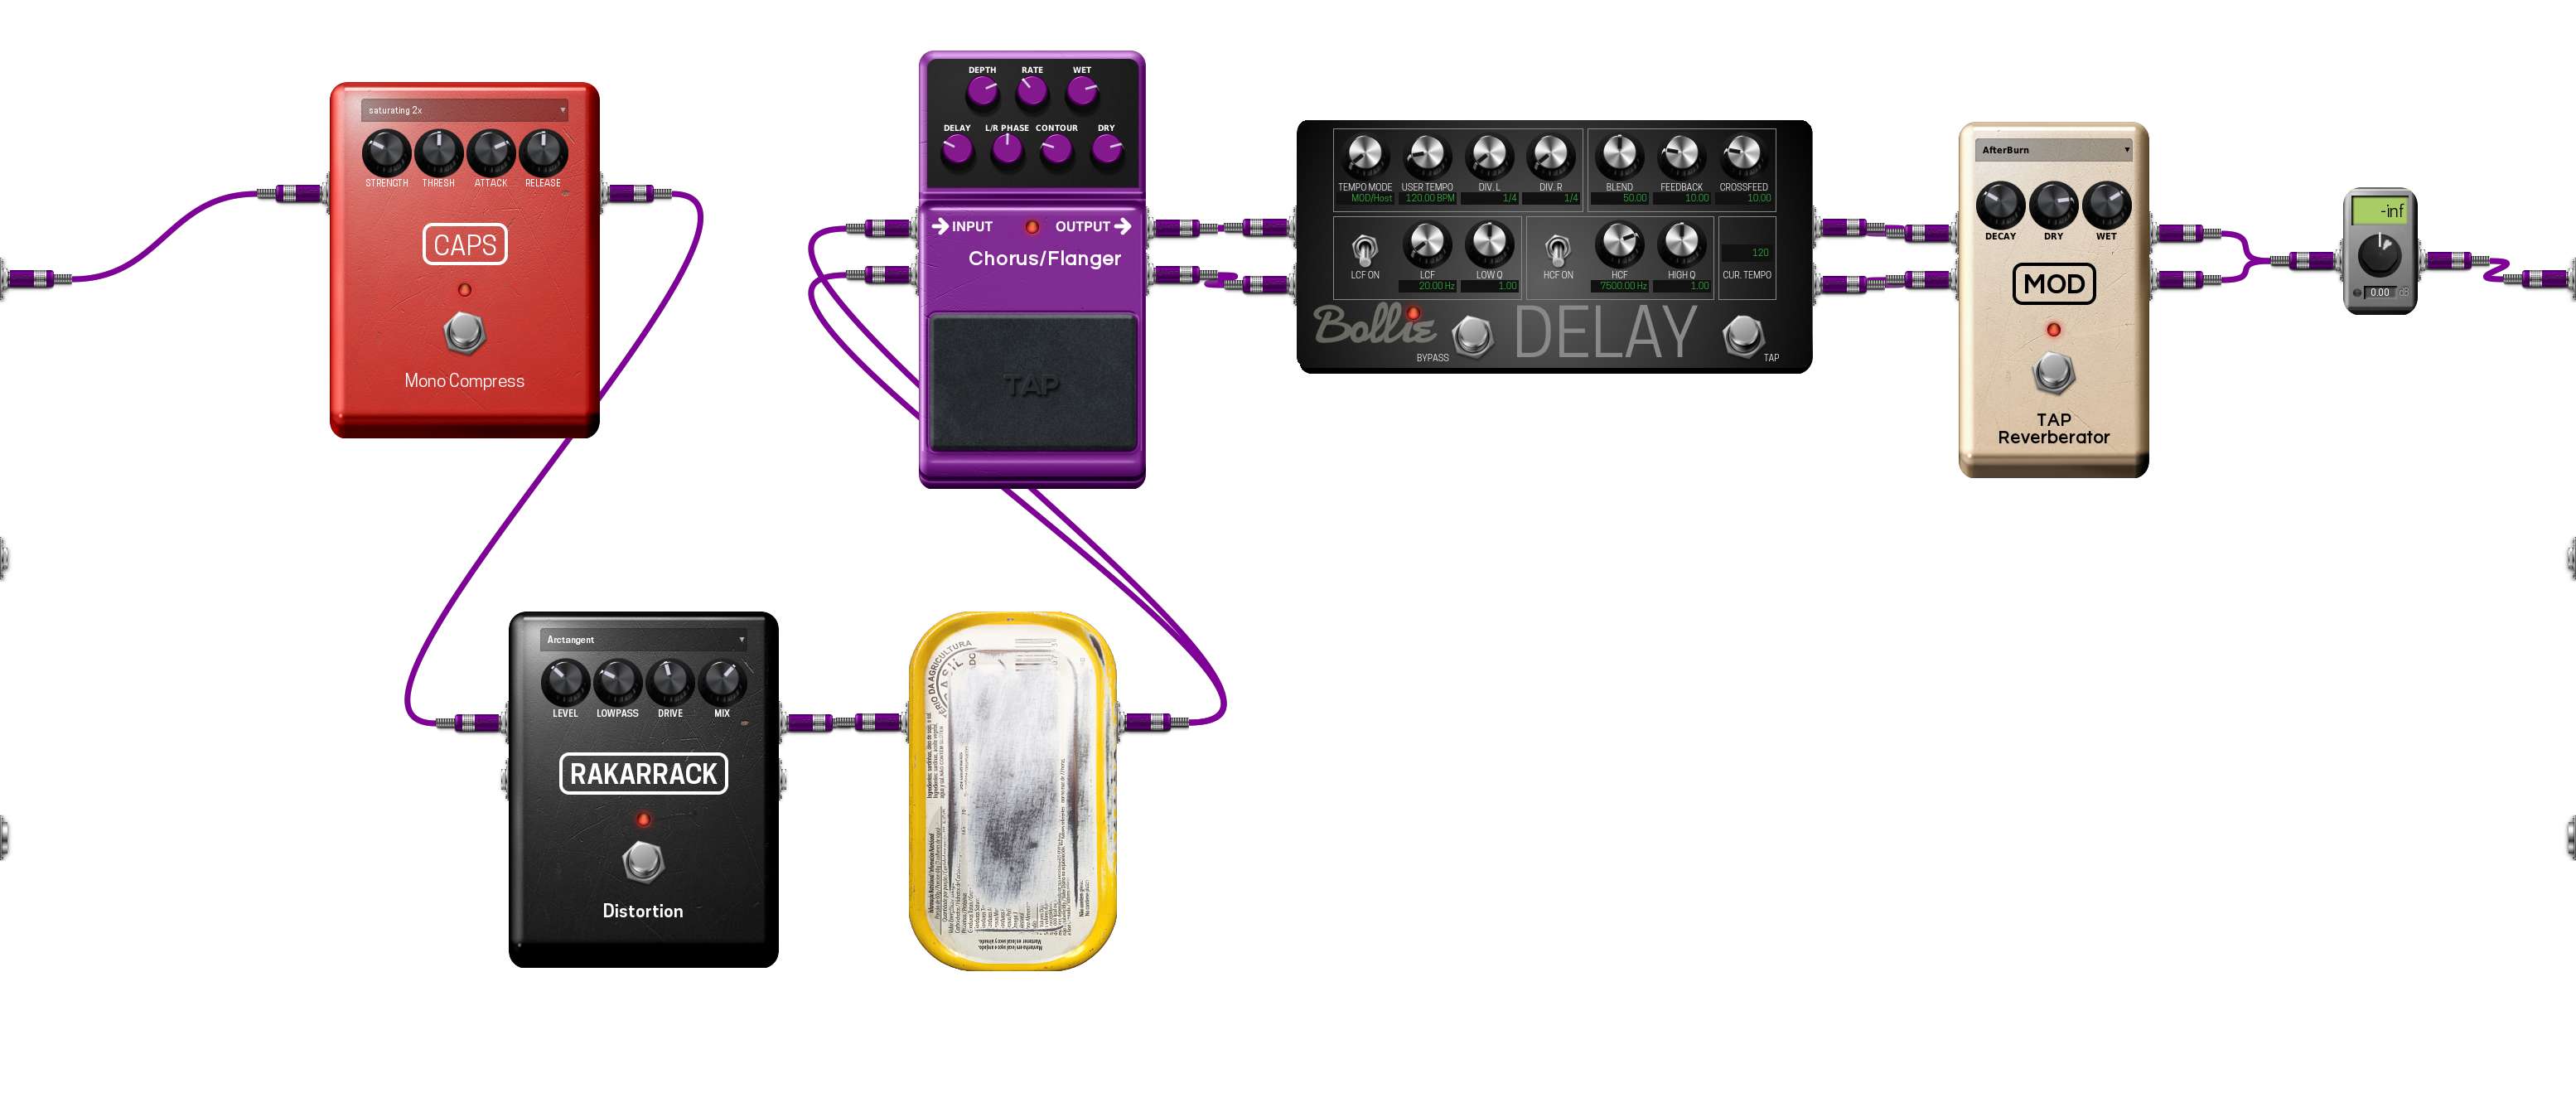 saturating 2x
STRENGTH THRESH ATTACK RELEASE
CAPS
Mono Compress
DEPTH RATE WET
DELAY L/R PHASE CONTOUR DRY
INPUT OUTPUT
Chorus/Flanger
TAP
TEMPO MODE USER TEMPO DIV. L DIV. R BLEND FEEDBACK CROSSFEED
MOD/Host 120.00 BPM 1/4 1/4 50.00 10.00 10.00
120
LCF ON LCF LOW Q HCF ON HCF HIGH Q CUR. TEMPO
20.00 Hz 1.00 7500.00 Hz 1.00
Bollie DELAY
BYPASS TAP
AfterBurn
DECAY DRY WET
MOD
TAP
Reverberator
-inf
0.00 dB
Arctangent
LEVEL LOWPASS DRIVE MIX
RAKARRACK
Distortion
DA AGRICULTURA